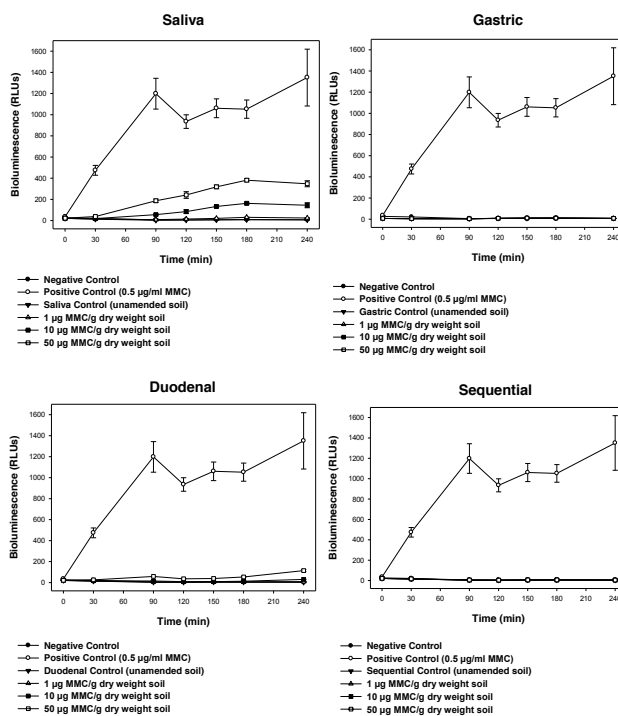 Saliva
Bioluminescence (RLUs)
1600
1400
1200
1000
800
600
400
200
0
0 30 60 90 120 150 180 210 240
Time (min)
Negative Control
Positive Control (0.5 µg/ml MMC)
Saliva Control (unamended soil)
1 µg MMC/g dry weight soil
10 µg MMC/g dry weight soil
50 µg MMC/g dry weight soil
Gastric
Bioluminescence (RLUs)
1600
1400
1200
1000
800
600
400
200
0
0 30 60 90 120 150 180 210 240
Time (min)
Negative Control
Positive Control (0.5 µg/ml MMC)
Gastric Control (unamended soil)
1 µg MMC/g dry weight soil
10 µg MMC/g dry weight soil
50 µg MMC/g dry weight soil
Duodenal
Bioluminescence (RLUs)
1600
1400
1200
1000
800
600
400
200
0
0 30 60 90 120 150 180 210 240
Time (min)
Negative Control
Positive Control (0.5 µg/ml MMC)
Duodenal Control (unamended soil)
1 µg MMC/g dry weight soil
10 µg MMC/g dry weight soil
50 µg MMC/g dry weight soil
Sequential
Bioluminescence (RLUs)
1600
1400
1200
1000
800
600
400
200
0
0 30 60 90 120 150 180 210 240
Time (min)
Negative Control
Positive Control (0.5 µg/ml MMC)
Sequential Control (unamended soil)
1 µg MMC/g dry weight soil
10 µg MMC/g dry weight soil
50 µg MMC/g dry weight soil